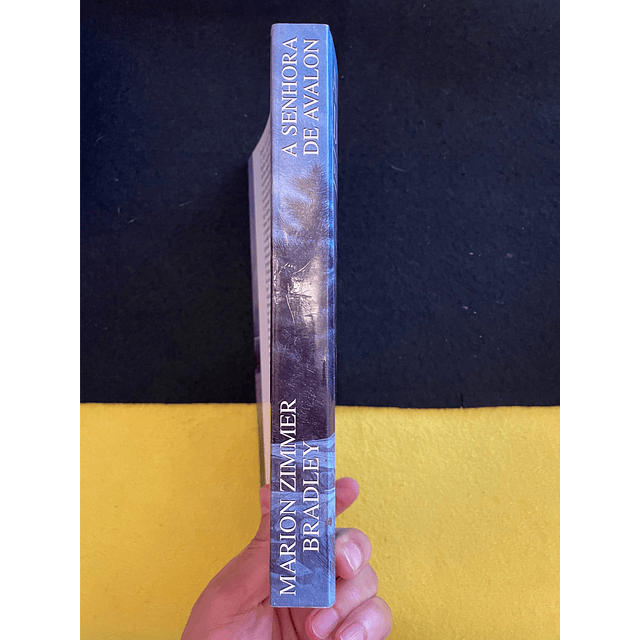 A SENHORA
DE AVALON
MARION ZIMMER
BRADLEY